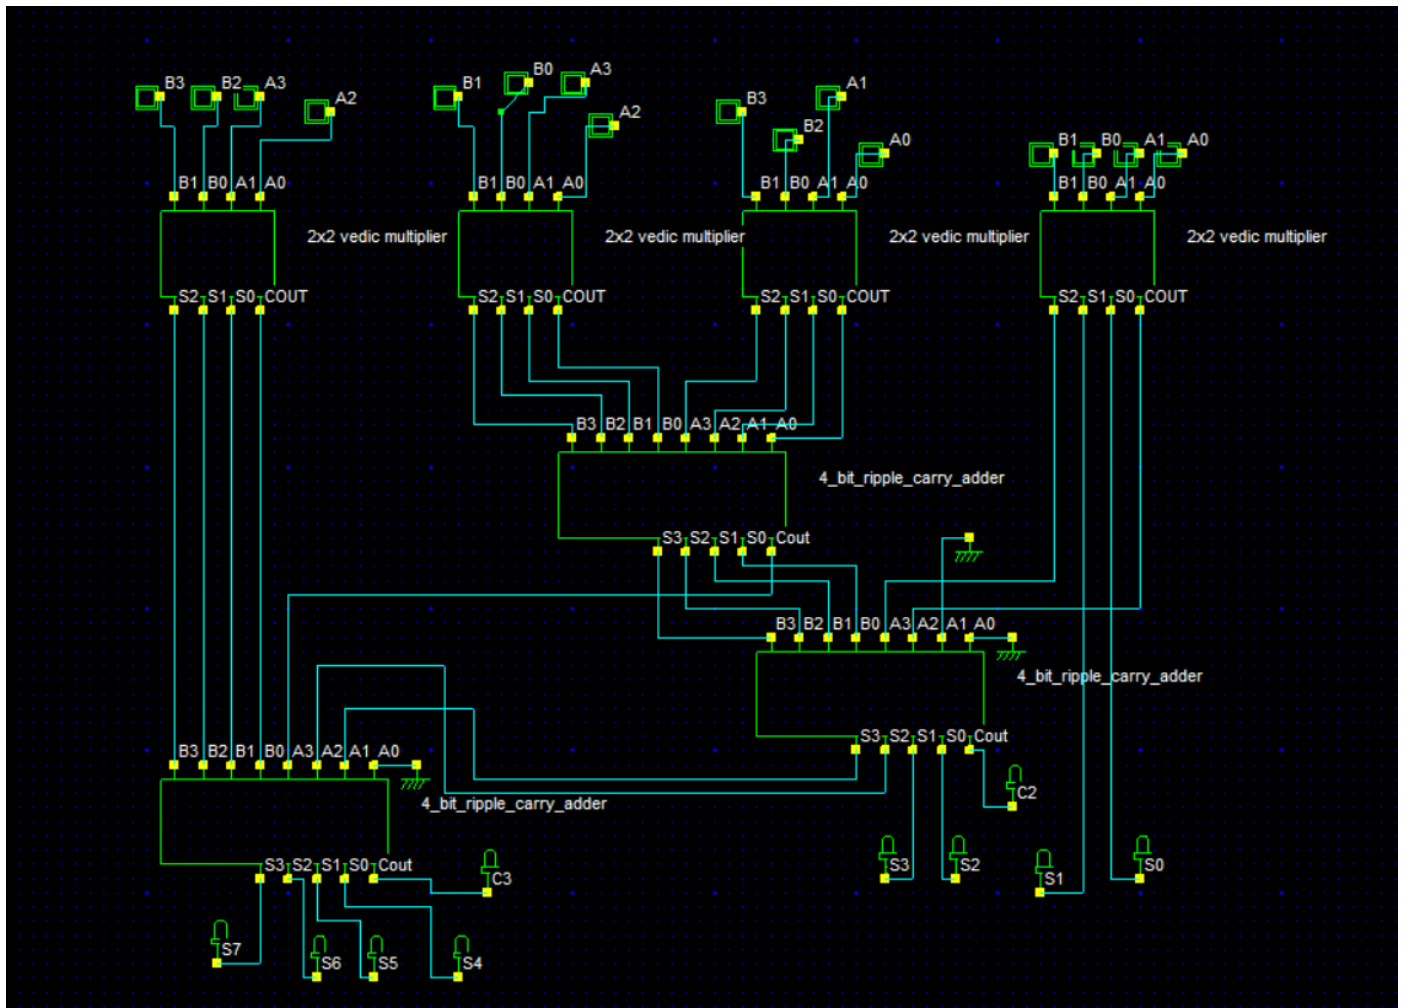 B3 B2 A3 A2 B1 B0 A3 A2 B3 B2 A1 A0 B1 B0 A1 A0
B1 B0 A1 A0 B1 B0 A1 A0 B1 B0 A1 A0 B1 B0 A1 A0
2x2 vedic multiplier 2x2 vedic multiplier 2x2 vedic multiplier 2x2 vedic multiplier
S2 S1 S0 COUT S2 S1 S0 COUT S2 S1 S0 COUT S2 S1 S0 COUT
B3 B2 B1 B0 A3 A2 A1 A0
4_bit_ripple_carry_adder
S3 S2 S1 S0 Cout
B3 B2 B1 B0 A3 A2 A1 A0
4_bit_ripple_carry_adder
S3 S2 S1 S0 Cout
B3 B2 B1 B0 A3 A2 A1 A0
C2
4_bit_ripple_carry_adder
S3 S2 S1 S0 Cout
C3 S3 S2 S1 S0
S7 S6 S5 S4